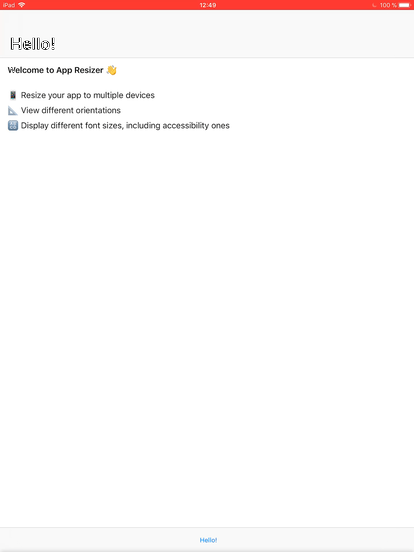 iPad 12:49 100 %
Hello!
Welcome to App Resizer 👋
📱 Resize your app to multiple devices
📐 View different orientations
🔠 Display different font sizes, including accessibility ones
Hello!